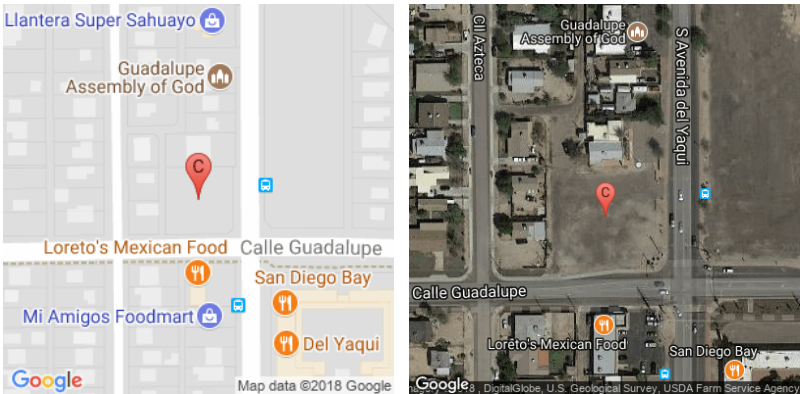 Llantera Super Sahuayo
Guadalupe
Assembly of God
C
Loreto's Mexican Food
Calle Guadalupe
San Diego Bay
Mi Amigos Foodmart
Del Yaqui
Google
Map data ©2018 Google
Cll Azteca
Guadalupe
Assembly of God
S Avenida del Yaqui
C
Calle Guadalupe
Loreto's Mexican Food
San Diego Bay
Google
, DigitalGlobe, U.S. Geological Survey, USDA Farm Service Agency